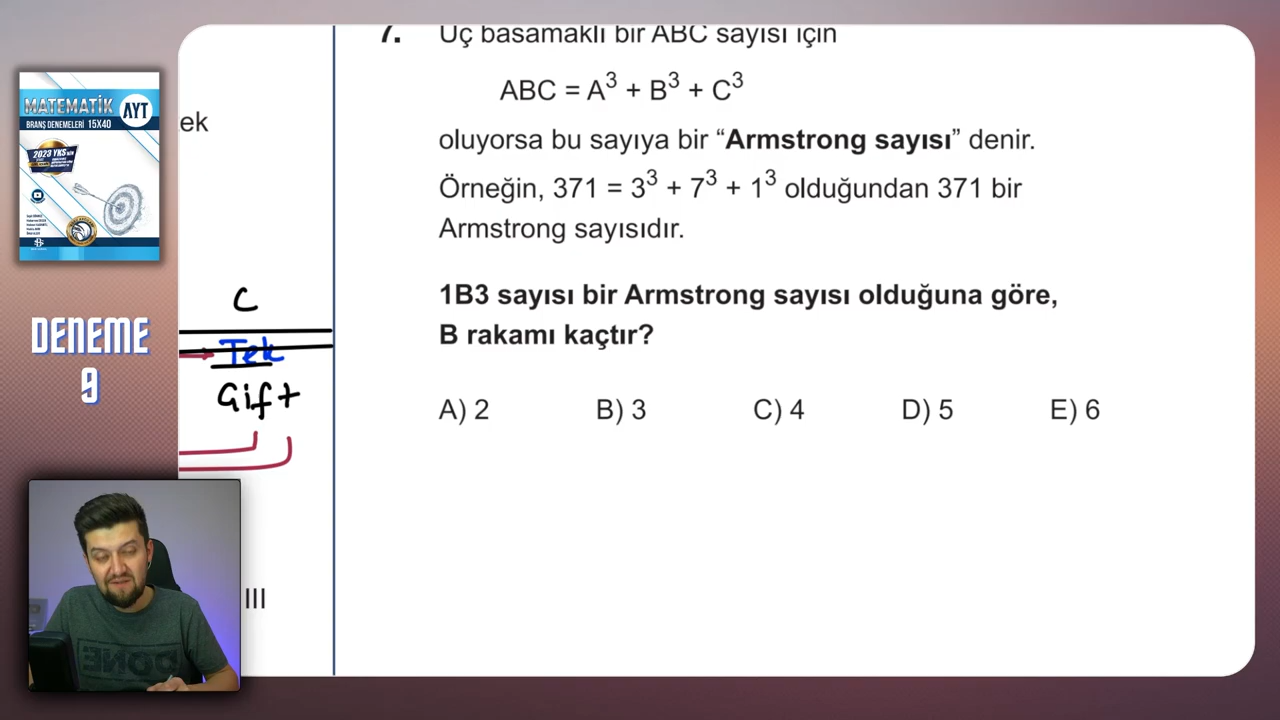 MATEMATİK
AYT
BRANŞ DENEMELERİ 15X40
2023 YKS'NİN
DENEME
9
ek
C
Tek
Çift
III
7. Üç basamaklı bir ABC sayısı için
ABC = A³ + B³ + C³
oluyorsa bu sayıya bir “Armstrong sayısı” denir.
Örneğin, 371 = 3³ + 7³ + 1³ olduğundan 371 bir
Armstrong sayısıdır.
1B3 sayısı bir Armstrong sayısı olduğuna göre,
B rakamı kaçtır?
A) 2 B) 3 C) 4 D) 5 E) 6
DONE